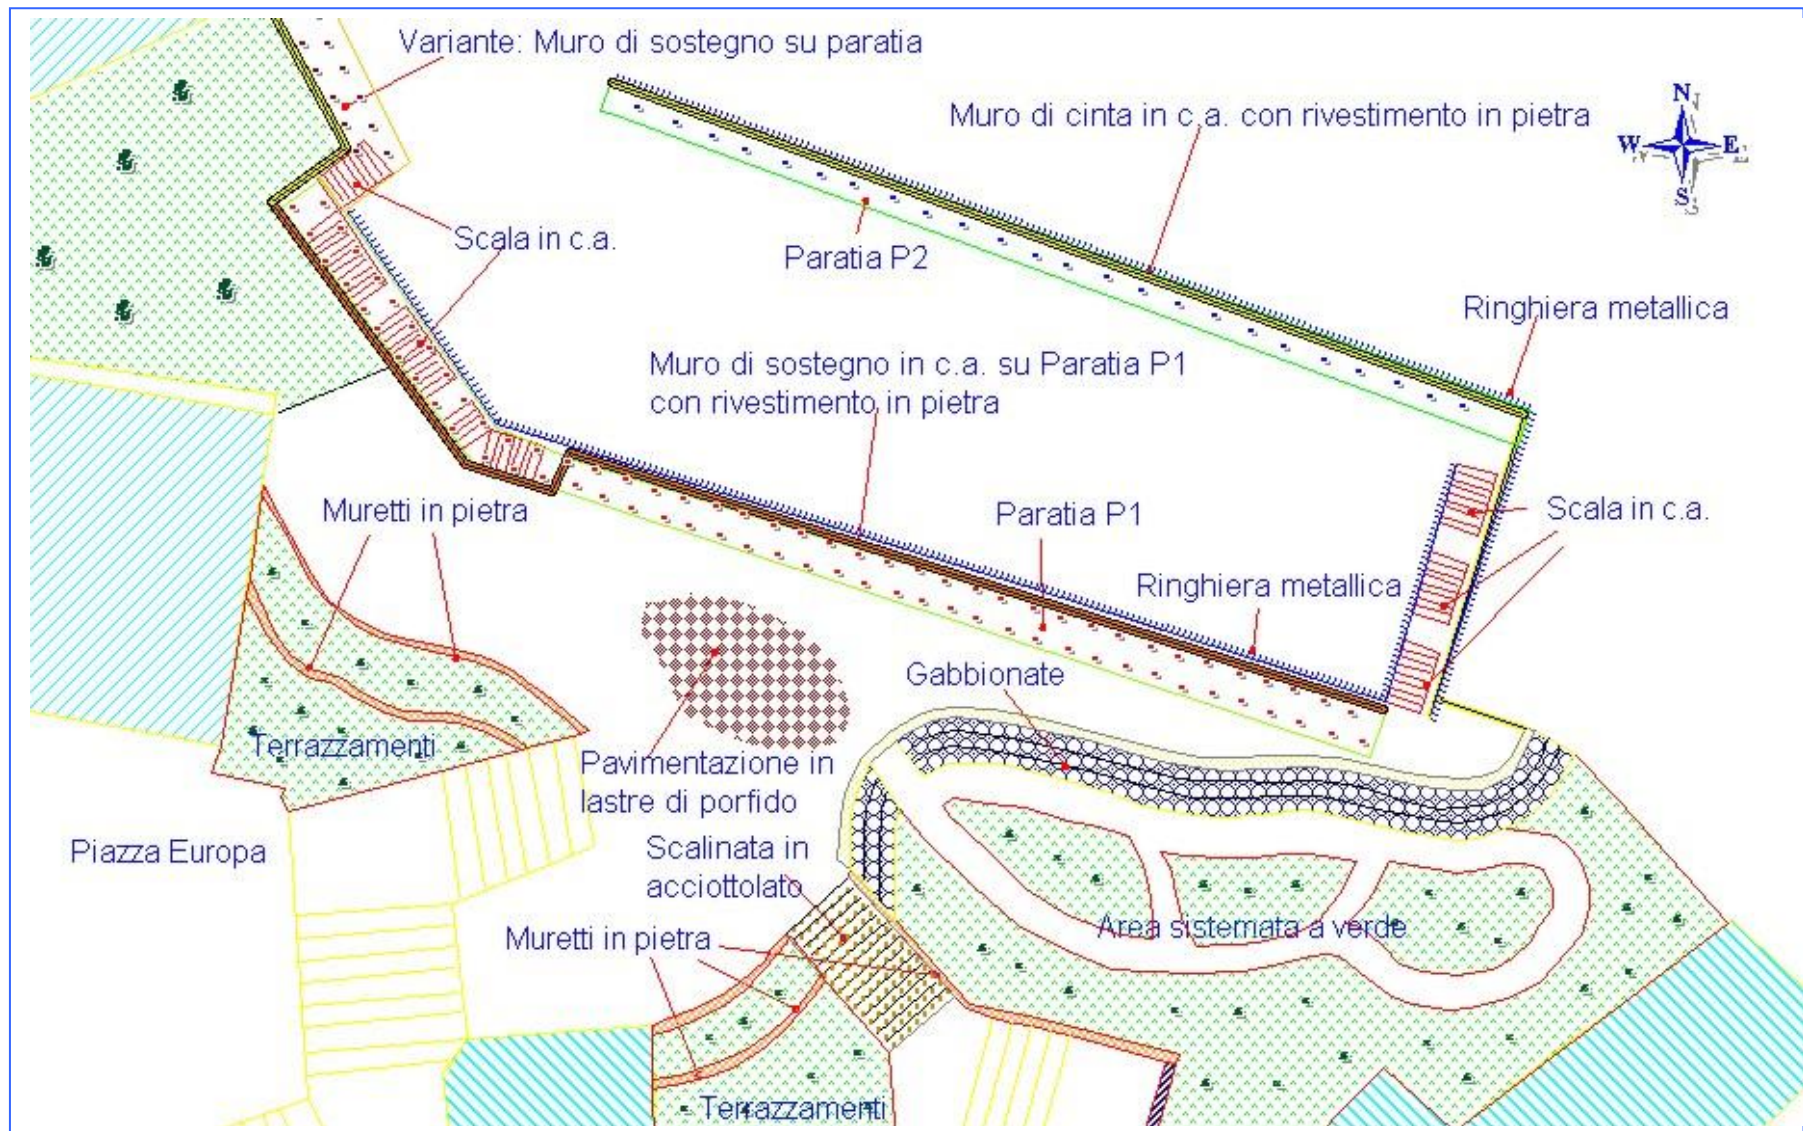 Variante: Muro di sostegno su paratia
Muro di cinta in c.a. con rivestimento in pietra
N
W E
S
Scala in c.a.
Paratia P2
Ringhiera metallica
Muro di sostegno in c.a. su Paratia P1
con rivestimento in pietra
Muretti in pietra
Paratia P1
Scala in c.a.
Ringhiera metallica
Gabbionate
Terrazzamenti
Pavimentazione in
lastre di porfido
Piazza Europa
Scalinata in
acciottolato
Muretti in pietra
Area sistemata a verde
Terrazzamenti